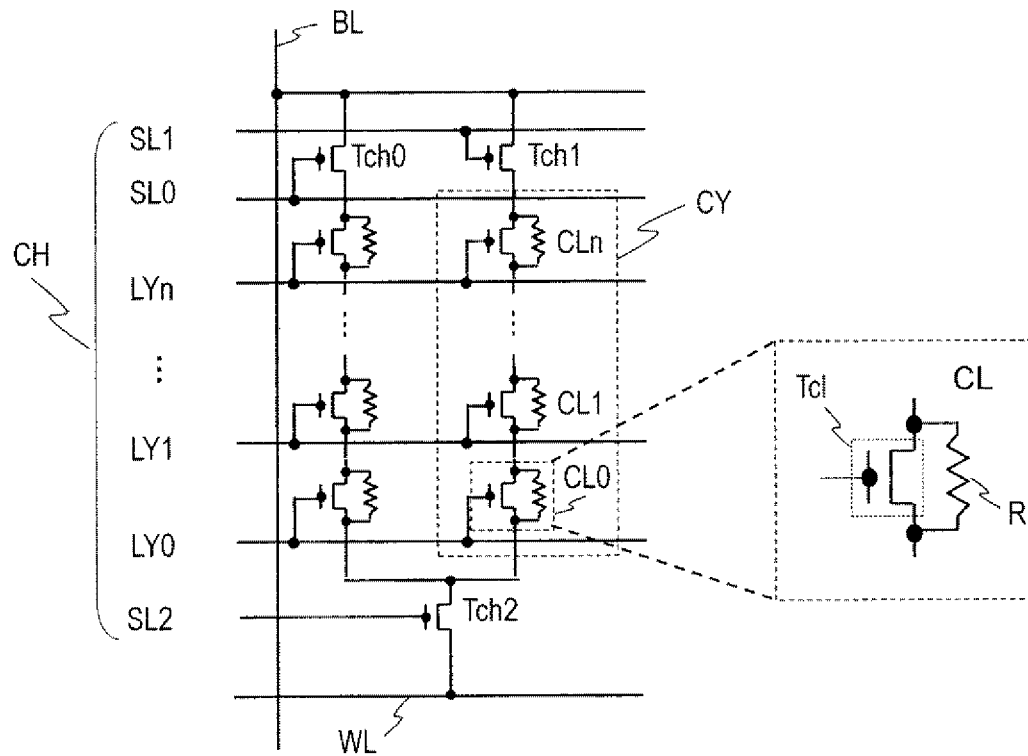 BL
SL1
Tch0
Tch1
SL0
CY
CLn
CH
LYn
⋮
Tcl
CL
CL1
LY1
CL0
R
LY0
SL2
Tch2
WL